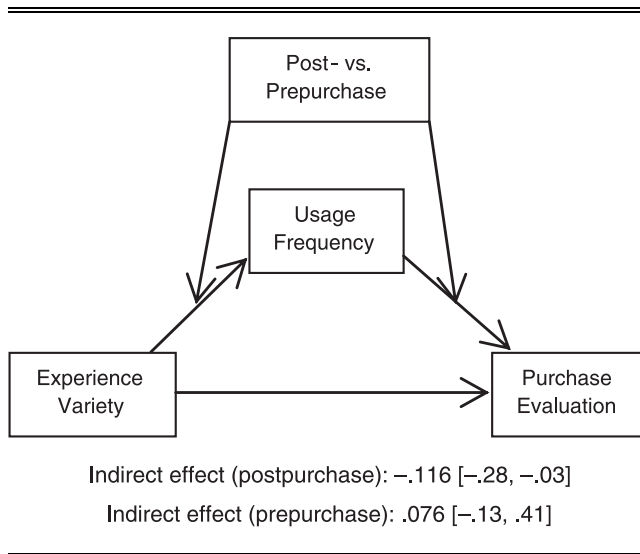 Post- vs.
Prepurchase
Usage
Frequency
Experience
Variety
Purchase
Evaluation
Indirect effect (postpurchase): –.116 [–.28, –.03]
Indirect effect (prepurchase): .076 [–.13, .41]